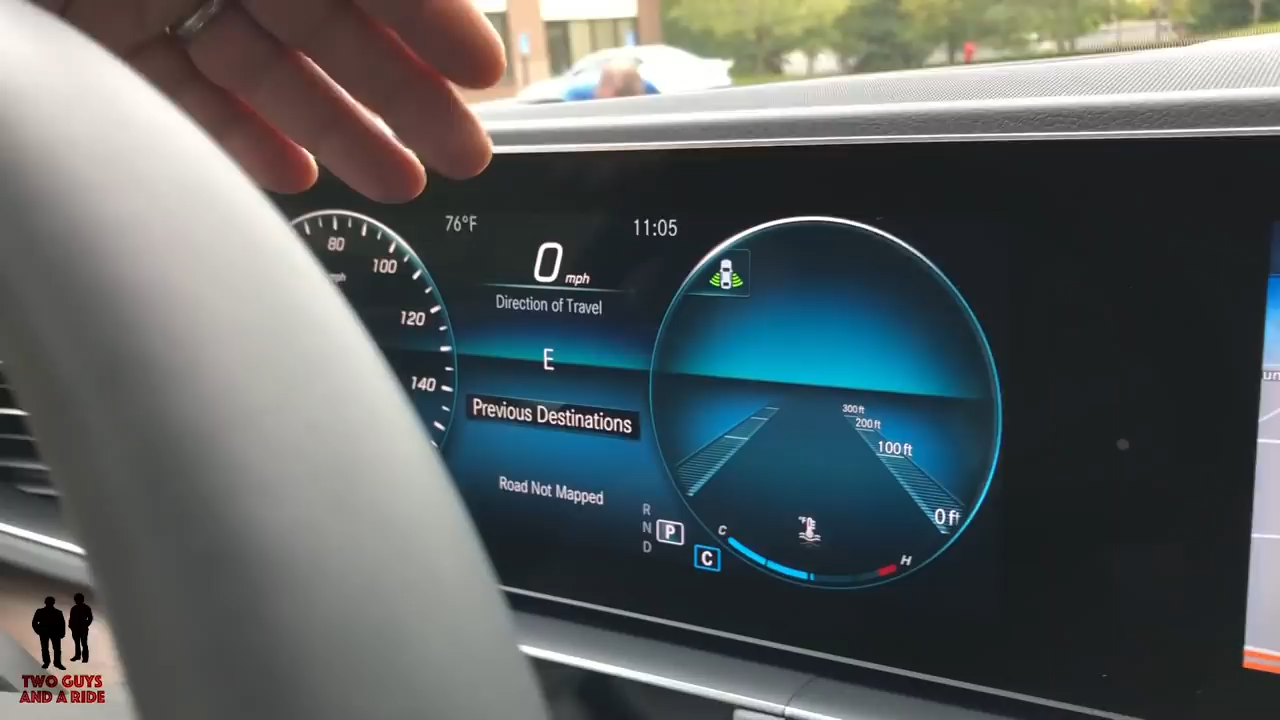 80
100
120
140
mph
76°F
11:05
0 mph
Direction of Travel
E
Previous Destinations
Road Not Mapped
R
N
P
D
C
300 ft
200 ft
100 ft
0 ft
°F
C
H
TWO GUYS
AND A RIDE